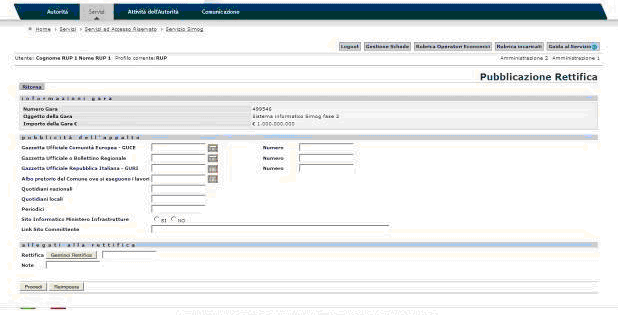 Autorità Servizi Attività dell'Autorità Comunicazione
Home › Servizi › Servizi ad Accesso Riservato › Servizio Simog
Logout Gestione Schede Rubrica Operatori Economici Rubrica incaricati Guida al Servizio
Utente: Cognome RUP 1 Nome RUP 1 Profilo corrente: RUP Amministrazione 2 Amministrazione 1
Pubblicazione Rettifica
Ritorna
informazioni gara
Numero Gara 499546
Oggetto della Gara Sistema informatico Simog fase 2
Importo della Gara € € 1.000.000,000
pubblicità dell'appalto
Gazzetta Ufficiale Comunità Europea - GUCE Numero
Gazzetta Ufficiale o Bollettino Regionale Numero
Gazzetta Ufficiale Repubblica Italiana - GURI Numero
Albo pretorio del Comune ove si eseguono i lavori
Quotidiani nazionali
Quotidiani locali
Periodici
Sito Informatico Ministero Infrastrutture SI NO
Link Sito Committente
allegati alla rettifica
Rettifica Gestisci Rettifica
Note
Procedi Reimposta